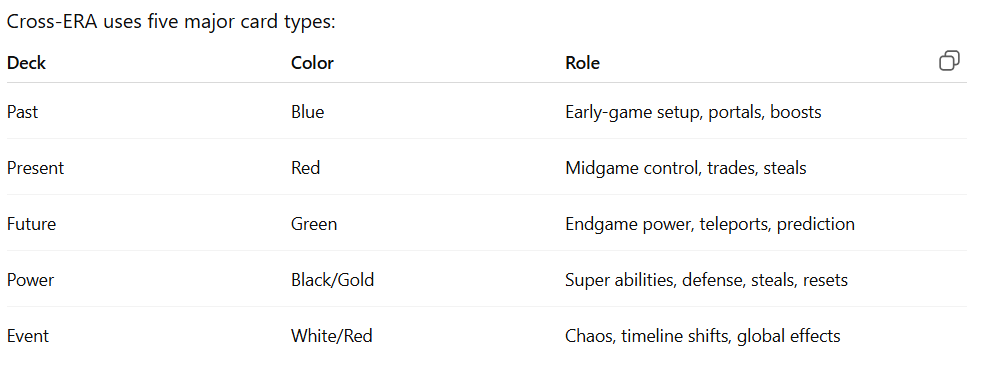 Cross-ERA uses five major card types:
Deck Color Role
Past Blue Early-game setup, portals, boosts
Present Red Midgame control, trades, steals
Future Green Endgame power, teleports, prediction
Power Black/Gold Super abilities, defense, steals, resets
Event White/Red Chaos, timeline shifts, global effects